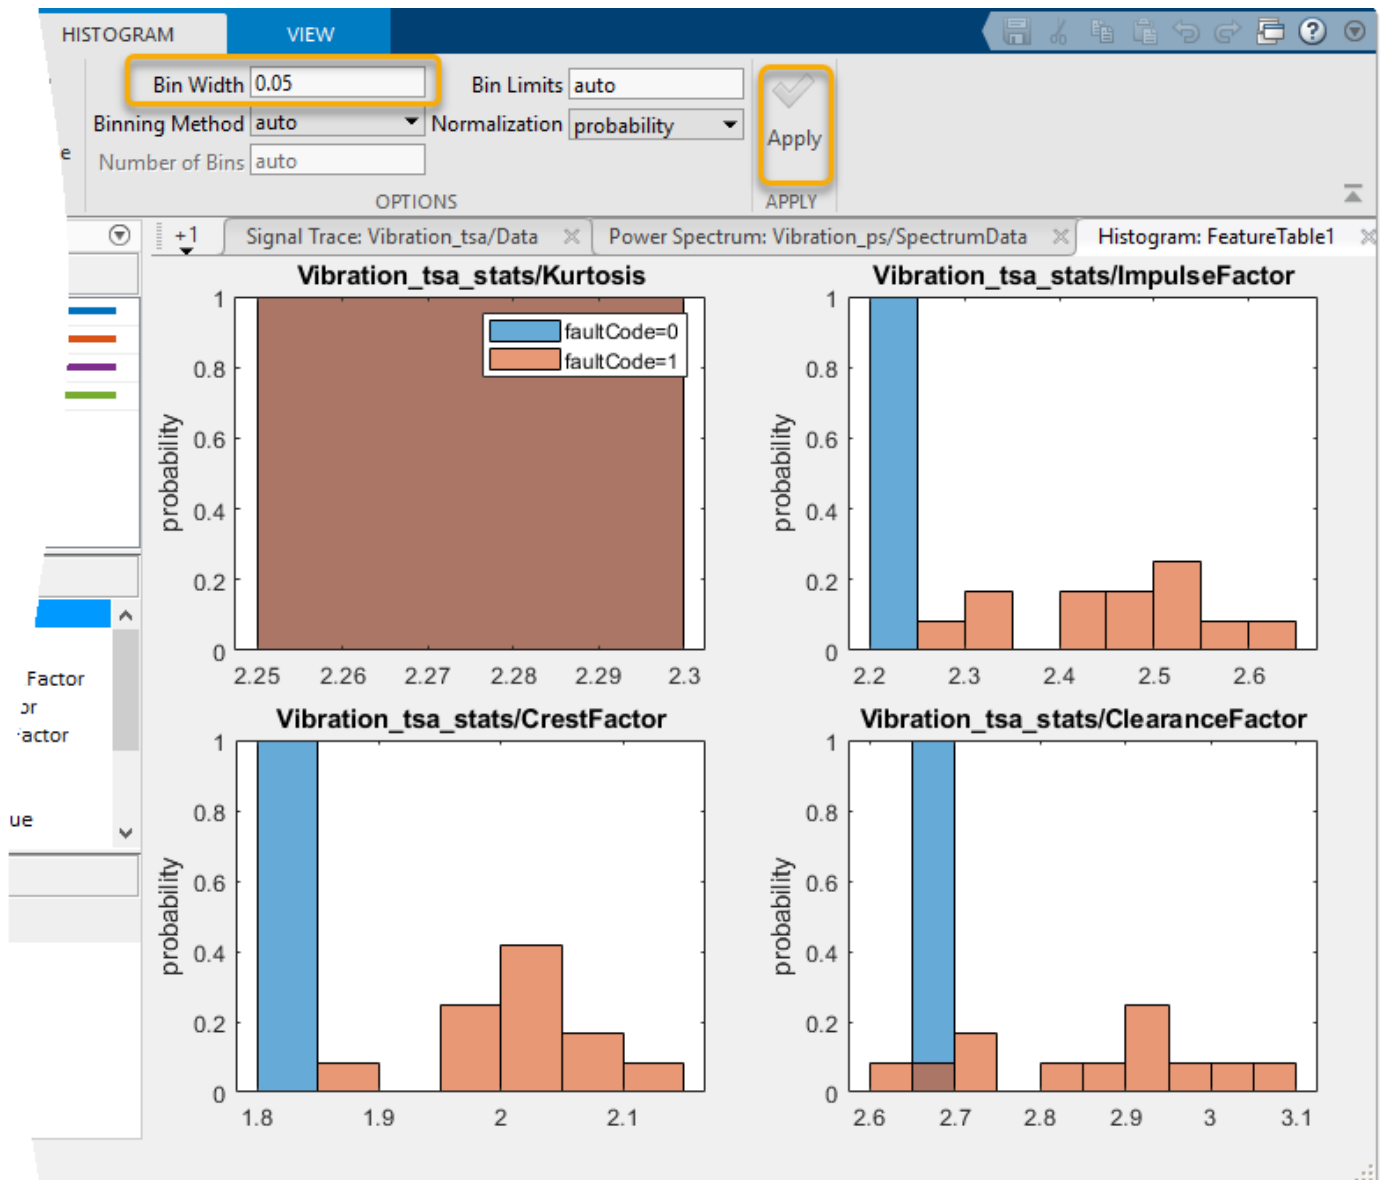 HISTOGRAM VIEW
Bin Width 0.05 Bin Limits auto
Binning Method auto Normalization probability
Number of Bins auto
e
Apply
OPTIONS APPLY
+1 Signal Trace: Vibration_tsa/Data Power Spectrum: Vibration_ps/SpectrumData Histogram: FeatureTable1
Factor
or
actor
ue
Vibration_tsa_stats/Kurtosis
probability
1
0.8
0.6
0.4
0.2
0
2.25 2.26 2.27 2.28 2.29 2.3
faultCode=0
faultCode=1
Vibration_tsa_stats/ImpulseFactor
probability
1
0.8
0.6
0.4
0.2
0
2.2 2.3 2.4 2.5 2.6
Vibration_tsa_stats/CrestFactor
probability
1
0.8
0.6
0.4
0.2
0
1.8 1.9 2 2.1
Vibration_tsa_stats/ClearanceFactor
probability
1
0.8
0.6
0.4
0.2
0
2.6 2.7 2.8 2.9 3 3.1